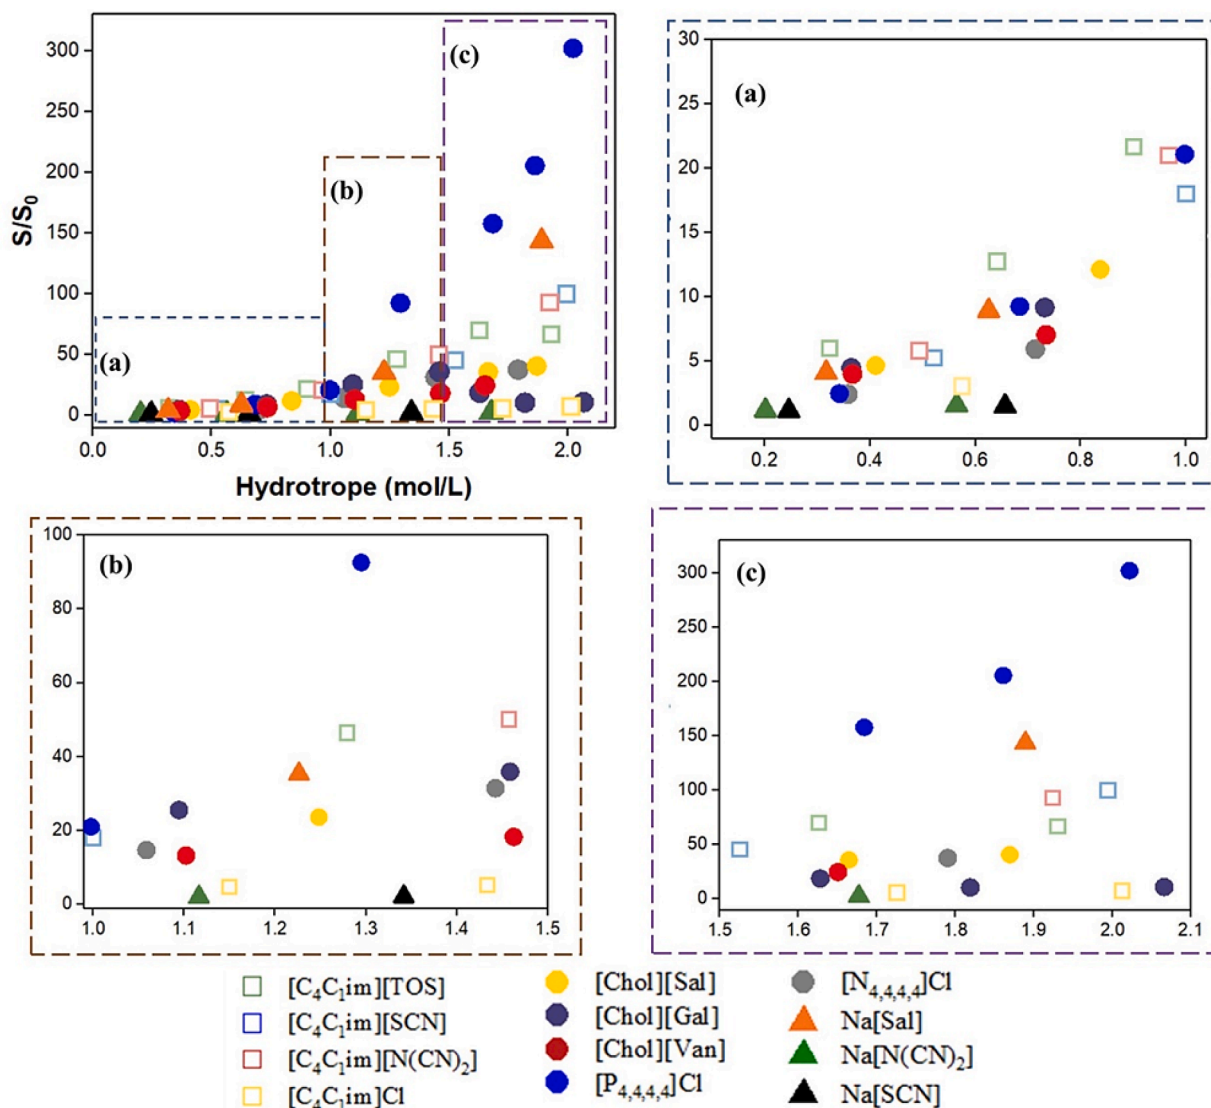 S/S₀
300
250
200
150
100
50
0
0.0 0.5 1.0 1.5 2.0
Hydrotrope (mol/L)
(a)
(b)
(c)
30
25
20
15
10
5
0
0.2 0.4 0.6 0.8 1.0
(a)
100
80
60
40
20
0
1.0 1.1 1.2 1.3 1.4 1.5
(b)
300
250
200
150
100
50
0
1.5 1.6 1.7 1.8 1.9 2.0 2.1
(c)
[C₄C₁im][TOS]
[C₄C₁im][SCN]
[C₄C₁im][N(CN)₂]
[C₄C₁im]Cl
[Chol][Sal]
[Chol][Gal]
[Chol][Van]
[P₄,₄,₄,₄]Cl
[N₄,₄,₄,₄]Cl
Na[Sal]
Na[N(CN)₂]
Na[SCN]